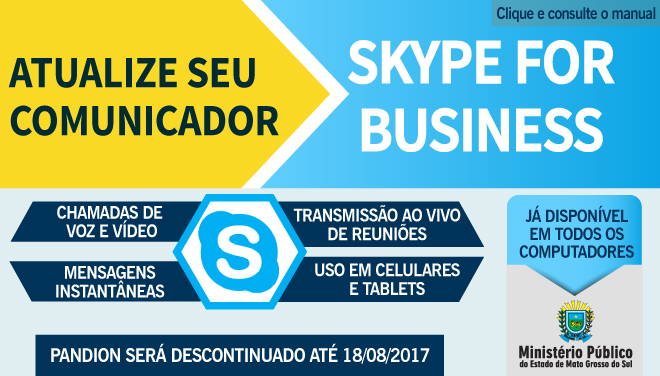 Clique e consulte o manual
ATUALIZE SEU
COMUNICADOR
SKYPE FOR
BUSINESS
CHAMADAS DE
VOZ E VÍDEO
TRANSMISSÃO AO VIVO
DE REUNIÕES
MENSAGENS
INSTANTÂNEAS
USO EM CELULARES
E TABLETS
S
JÁ DISPONÍVEL
EM TODOS OS
COMPUTADORES
Ministério Público
do Estado de Mato Grosso do Sul
PANDION SERÁ DESCONTINUADO ATÉ 18/08/2017